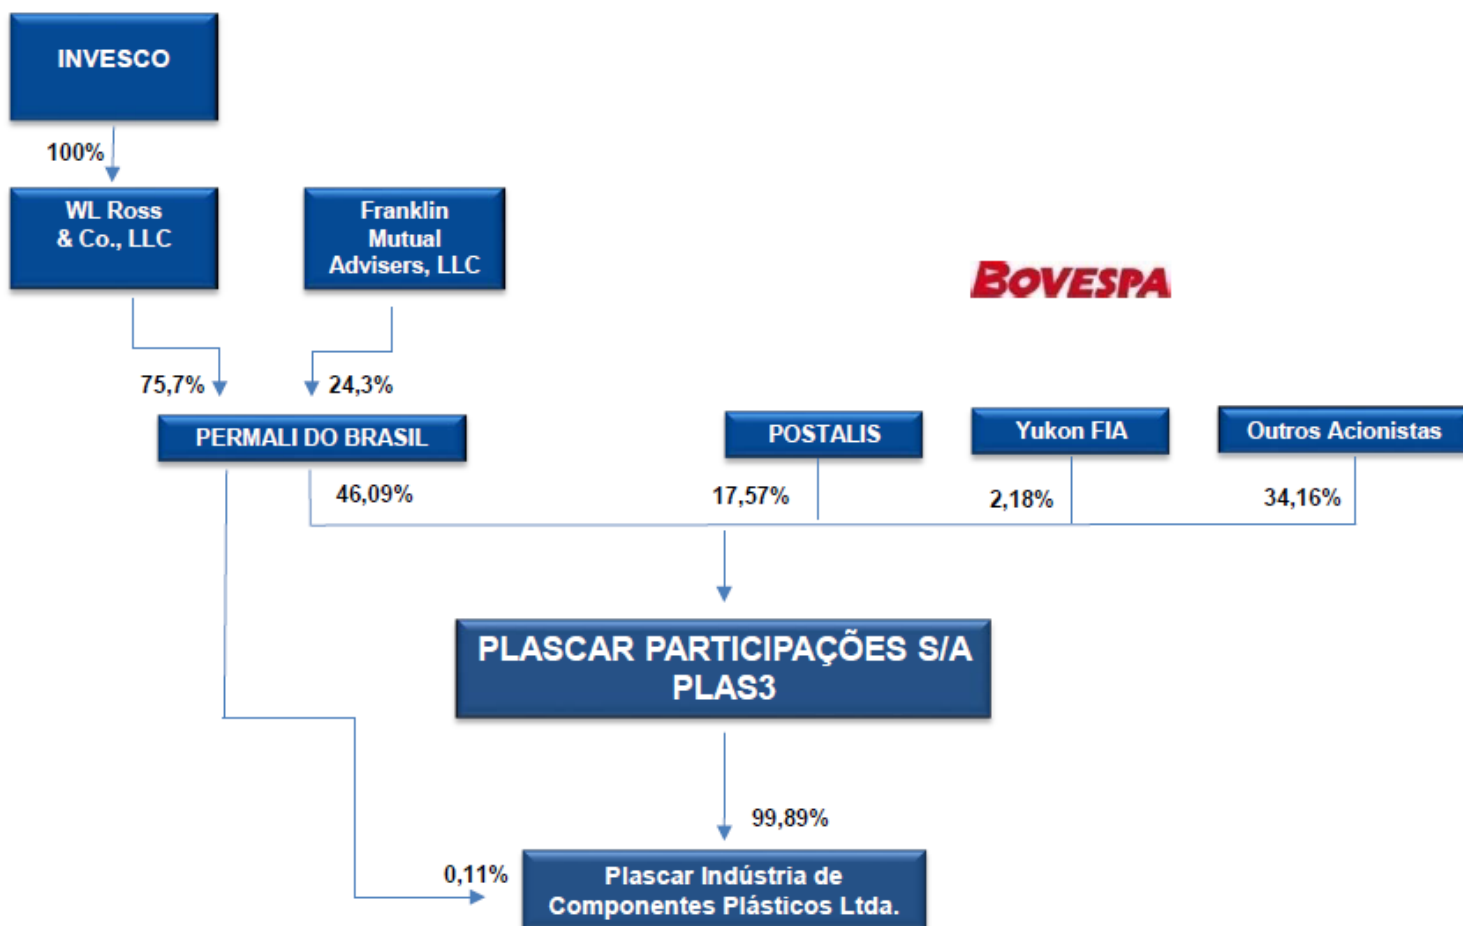 INVESCO
100%
WL Ross
& Co., LLC
Franklin
Mutual
Advisers, LLC
BOVESPA
75,7%
24,3%
PERMALI DO BRASIL
POSTALIS
Yukon FIA
Outros Acionistas
46,09%
17,57%
2,18%
34,16%
PLASCAR PARTICIPAÇÕES S/A
PLAS3
99,89%
0,11%
Plascar Indústria de
Componentes Plásticos Ltda.